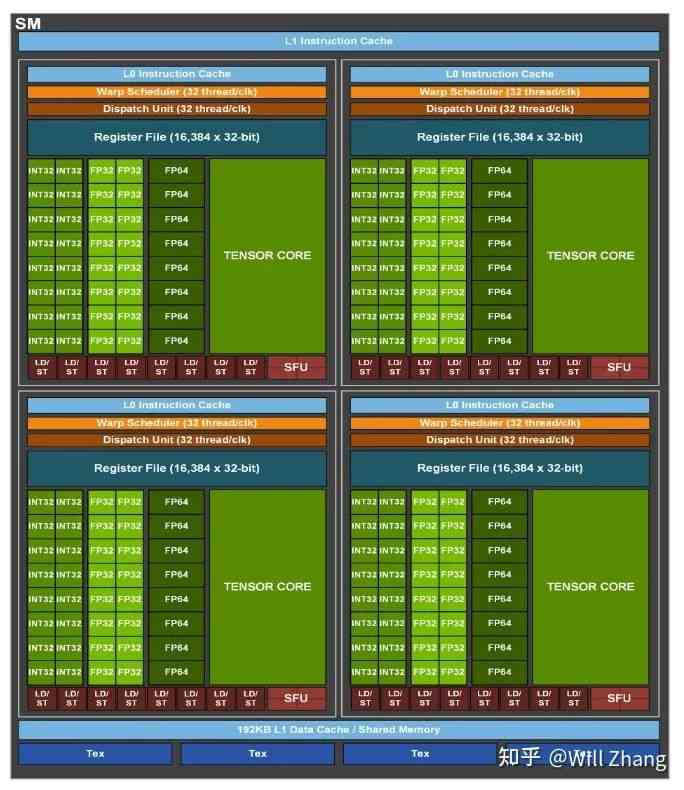 SM
L1 Instruction Cache
L0 Instruction Cache
Warp Scheduler (32 thread/clk)
Dispatch Unit (32 thread/clk)
Register File (16,384 x 32-bit)
INT32 INT32 FP32 FP32 FP64
INT32 INT32 FP32 FP32 FP64
INT32 INT32 FP32 FP32 FP64
INT32 INT32 FP32 FP32 FP64
TENSOR CORE
INT32 INT32 FP32 FP32 FP64
INT32 INT32 FP32 FP32 FP64
INT32 INT32 FP32 FP32 FP64
INT32 INT32 FP32 FP32 FP64
LD/ LD/ LD/ LD/ LD/ LD/ LD/ LD/
ST ST ST ST ST ST ST ST
SFU
L0 Instruction Cache
Warp Scheduler (32 thread/clk)
Dispatch Unit (32 thread/clk)
Register File (16,384 x 32-bit)
INT32 INT32 FP32 FP32 FP64
INT32 INT32 FP32 FP32 FP64
INT32 INT32 FP32 FP32 FP64
INT32 INT32 FP32 FP32 FP64
TENSOR CORE
INT32 INT32 FP32 FP32 FP64
INT32 INT32 FP32 FP32 FP64
INT32 INT32 FP32 FP32 FP64
INT32 INT32 FP32 FP32 FP64
LD/ LD/ LD/ LD/ LD/ LD/ LD/ LD/
ST ST ST ST ST ST ST ST
SFU
L0 Instruction Cache
Warp Scheduler (32 thread/clk)
Dispatch Unit (32 thread/clk)
Register File (16,384 x 32-bit)
INT32 INT32 FP32 FP32 FP64
INT32 INT32 FP32 FP32 FP64
INT32 INT32 FP32 FP32 FP64
INT32 INT32 FP32 FP32 FP64
TENSOR CORE
INT32 INT32 FP32 FP32 FP64
INT32 INT32 FP32 FP32 FP64
INT32 INT32 FP32 FP32 FP64
INT32 INT32 FP32 FP32 FP64
LD/ LD/ LD/ LD/ LD/ LD/ LD/ LD/
ST ST ST ST ST ST ST ST
SFU
L0 Instruction Cache
Warp Scheduler (32 thread/clk)
Dispatch Unit (32 thread/clk)
Register File (16,384 x 32-bit)
INT32 INT32 FP32 FP32 FP64
INT32 INT32 FP32 FP32 FP64
INT32 INT32 FP32 FP32 FP64
INT32 INT32 FP32 FP32 FP64
TENSOR CORE
INT32 INT32 FP32 FP32 FP64
INT32 INT32 FP32 FP32 FP64
INT32 INT32 FP32 FP32 FP64
INT32 INT32 FP32 FP32 FP64
LD/ LD/ LD/ LD/ LD/ LD/ LD/ LD/
ST ST ST ST ST ST ST ST
SFU
192KB L1 Data Cache / Shared Memory
Tex Tex Tex Tex
知乎 @Will Zhang